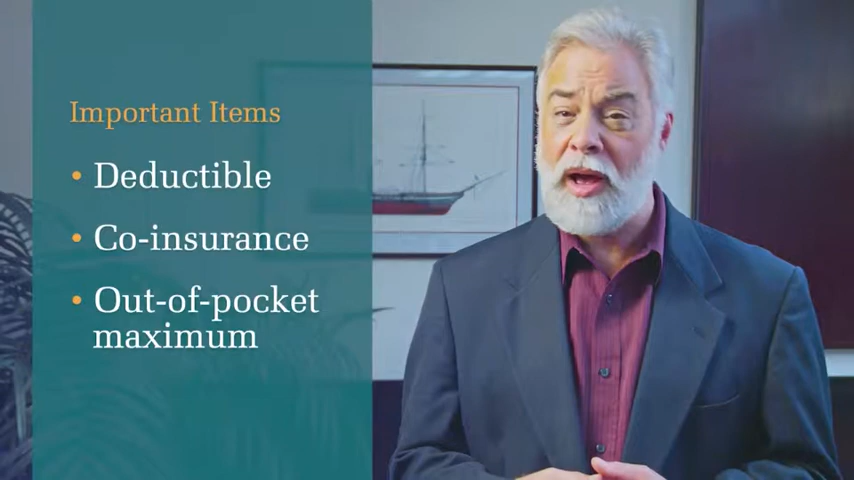 Important Items
• Deductible
• Co-insurance
• Out-of-pocket
maximum